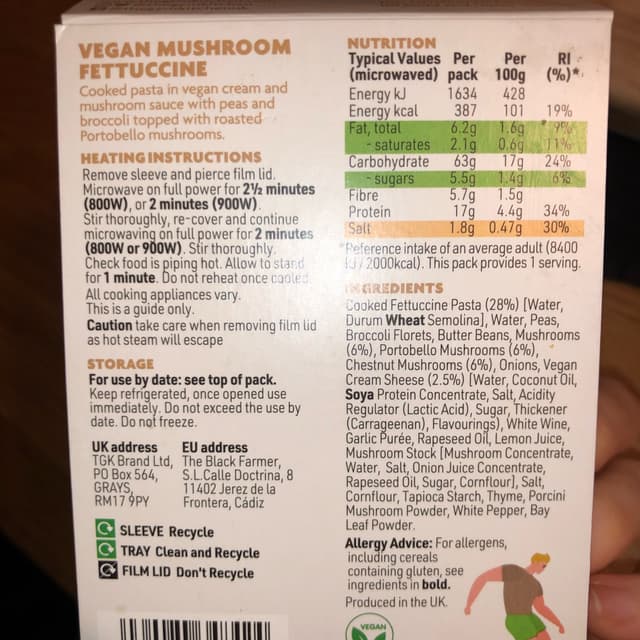 VEGAN MUSHROOM
FETTUCCINE
Cooked pasta in vegan cream and
mushroom sauce with peas and
broccoli topped with roasted
Portobello mushrooms.
HEATING INSTRUCTIONS
Remove sleeve and pierce film lid.
Microwave on full power for 2½ minutes
(800W), or 2 minutes (900W).
Stir thoroughly, re-cover and continue
microwaving on full power for 2 minutes
(800W or 900W). Stir thoroughly.
Check food is piping hot. Allow to stand
for 1 minute. Do not reheat once cooled.
All cooking appliances vary.
This is a guide only.
Caution take care when removing film lid
as hot steam will escape
STORAGE
For use by date: see top of pack.
Keep refrigerated, once opened use
immediately. Do not exceed the use by
date. Do not freeze.
UK address
TGK Brand Ltd,
PO Box 564,
GRAYS,
RM17 9PY
EU address
The Black Farmer,
S.L.Calle Doctrina, 8
11402 Jerez de la
Frontera, Cádiz
SLEEVE Recycle
TRAY Clean and Recycle
FILM LID Don't Recycle
NUTRITION
Typical Values Per Per RI
(microwaved) pack 100g (%)*
Energy kJ 1634 428
Energy kcal 387 101 19%
Fat, total 6.2g 1.6g 9%
- saturates 2.1g 0.6g 11%
Carbohydrate 63g 17g 24%
- sugars 5.5g 1.4g 6%
Fibre 5.7g 1.5g
Protein 17g 4.4g 34%
Salt 1.8g 0.47g 30%
*Reference intake of an average adult (8400
kJ / 2000kcal). This pack provides 1 serving.
INGREDIENTS
Cooked Fettuccine Pasta (28%) [Water,
Durum Wheat Semolina], Water, Peas,
Broccoli Florets, Butter Beans, Mushrooms
(6%), Portobello Mushrooms (6%),
Chestnut Mushrooms (6%), Onions, Vegan
Cream Sheese (2.5%) [Water, Coconut Oil,
Soya Protein Concentrate, Salt, Acidity
Regulator (Lactic Acid), Sugar, Thickener
(Carrageenan), Flavourings), White Wine,
Garlic Purée, Rapeseed Oil, Lemon Juice,
Mushroom Stock [Mushroom Concentrate,
Water, Salt, Onion Juice Concentrate,
Rapeseed Oil, Sugar, Cornflour], Salt,
Cornflour, Tapioca Starch, Thyme, Porcini
Mushroom Powder, White Pepper, Bay
Leaf Powder.
Allergy Advice: For allergens,
including cereals
containing gluten, see
ingredients in bold.
Produced in the UK.
VEGAN